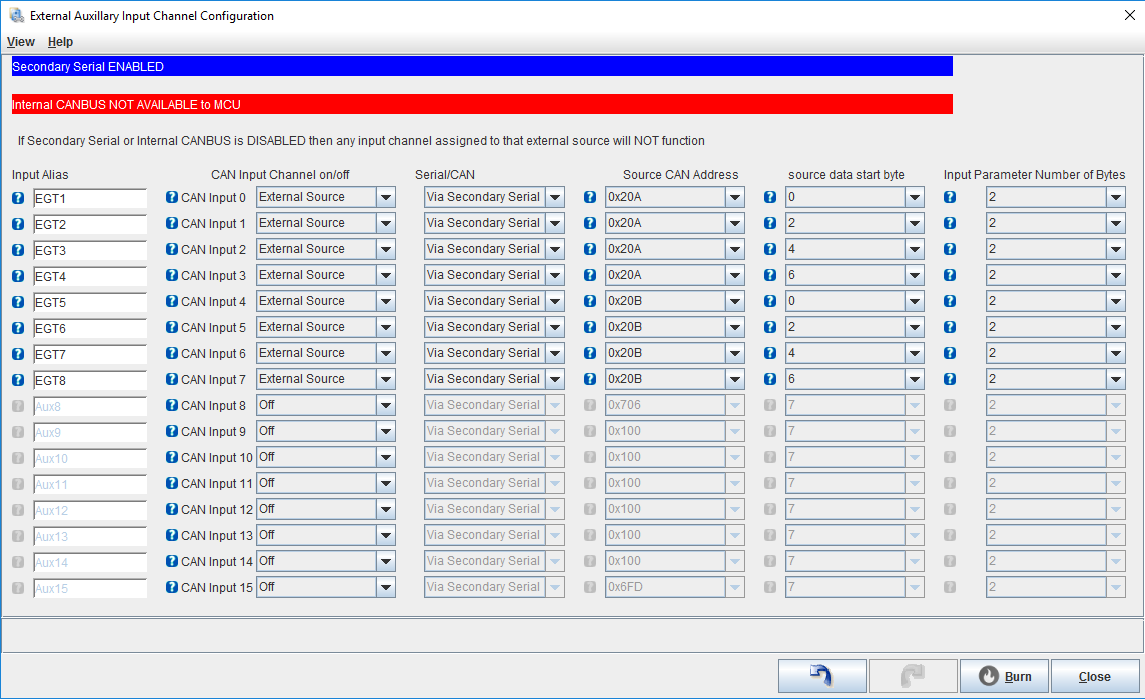 External Auxillary Input Channel Configuration
View Help
Secondary Serial ENABLED
Internal CANBUS NOT AVAILABLE to MCU
If Secondary Serial or Internal CANBUS is DISABLED then any input channel assigned to that external source will NOT function
Input Alias CAN Input Channel on/off Serial/CAN Source CAN Address source data start byte Input Parameter Number of Bytes
EGT1 CAN Input 0 External Source Via Secondary Serial 0x20A 0 2
EGT2 CAN Input 1 External Source Via Secondary Serial 0x20A 2 2
EGT3 CAN Input 2 External Source Via Secondary Serial 0x20A 4 2
EGT4 CAN Input 3 External Source Via Secondary Serial 0x20A 6 2
EGT5 CAN Input 4 External Source Via Secondary Serial 0x20B 0 2
EGT6 CAN Input 5 External Source Via Secondary Serial 0x20B 2 2
EGT7 CAN Input 6 External Source Via Secondary Serial 0x20B 4 2
EGT8 CAN Input 7 External Source Via Secondary Serial 0x20B 6 2
Aux8 CAN Input 8 Off Via Secondary Serial 0x706 7 2
Aux9 CAN Input 9 Off Via Secondary Serial 0x100 7 2
Aux10 CAN Input 10 Off Via Secondary Serial 0x100 7 2
Aux11 CAN Input 11 Off Via Secondary Serial 0x100 7 2
Aux12 CAN Input 12 Off Via Secondary Serial 0x100 7 2
Aux13 CAN Input 13 Off Via Secondary Serial 0x100 7 2
Aux14 CAN Input 14 Off Via Secondary Serial 0x100 7 2
Aux15 CAN Input 15 Off Via Secondary Serial 0x6FD 7 2
Burn Close